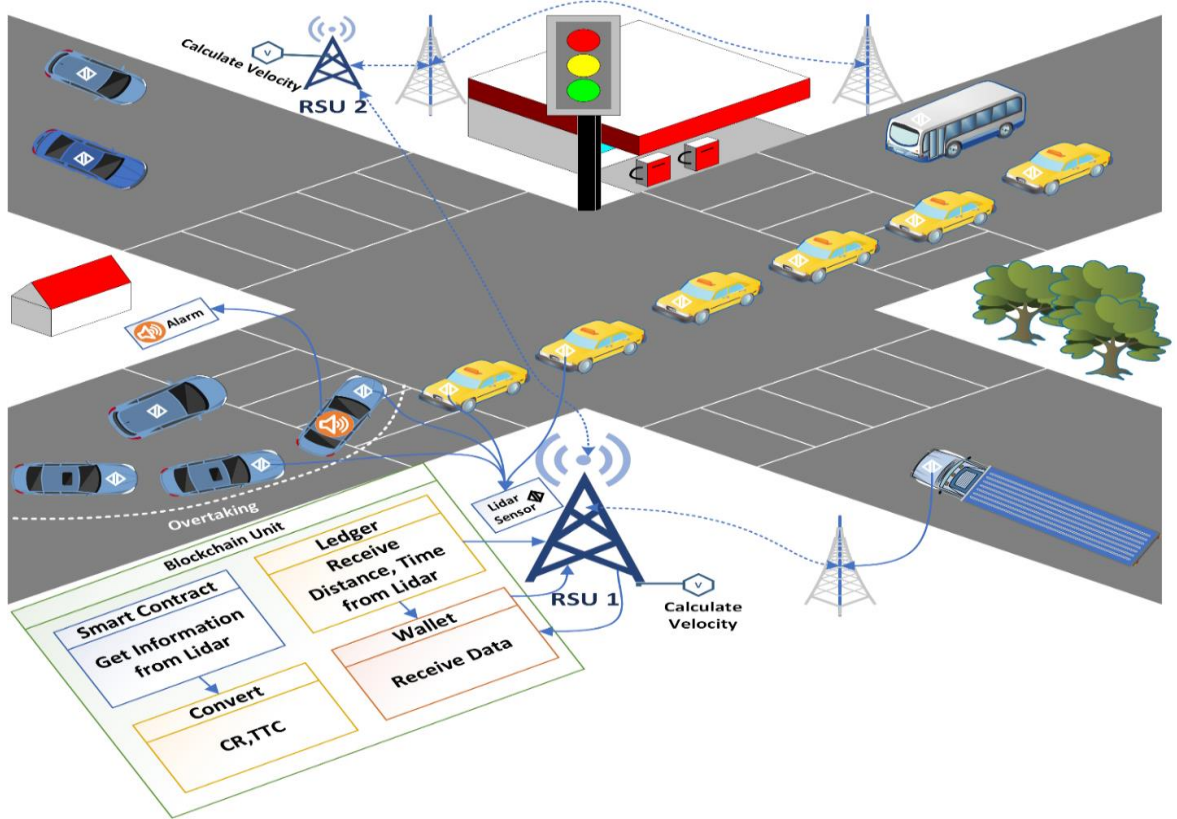 Calculate Velocity
V
RSU 2
Alarm
Overtaking
Lidar
Sensor
Blockchain Unit
Ledger
Receive
Distance, Time
from Lidar
Smart Contract
Get Information
from Lidar
RSU 1
V
Calculate
Velocity
Wallet
Receive Data
Convert
CR,TTC